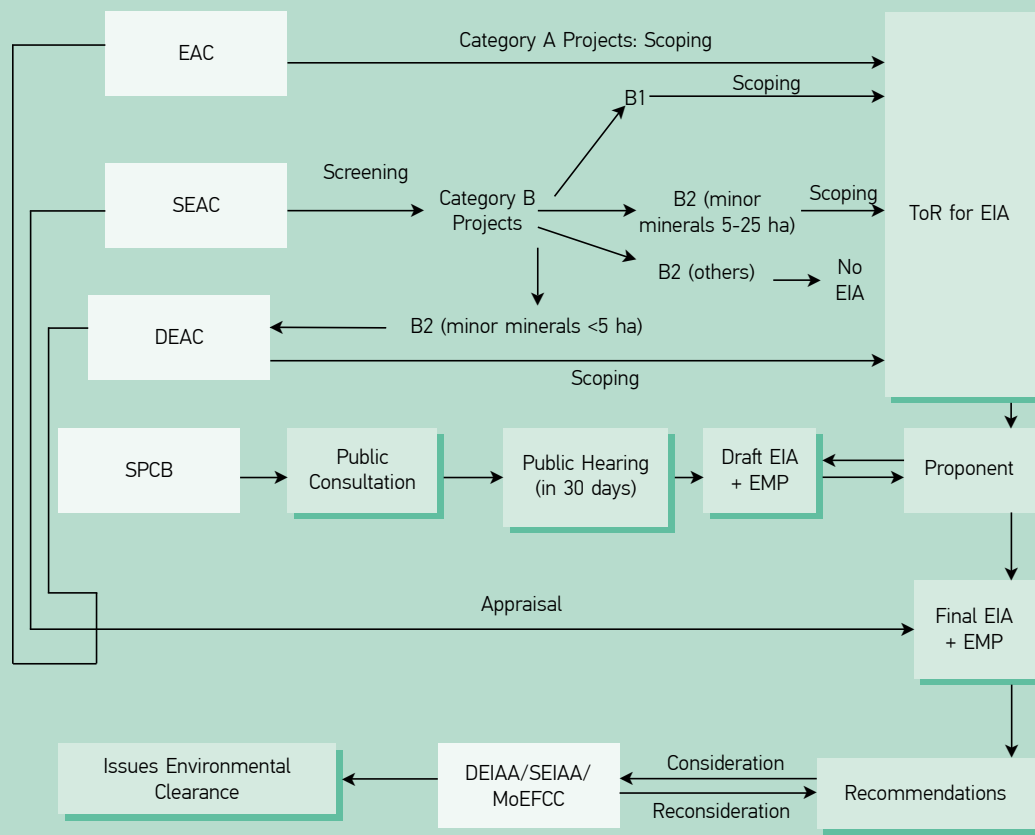 EAC
Category A Projects: Scoping
B1
Scoping
SEAC
Screening
Category B
Projects
B2 (minor
minerals 5-25 ha)
Scoping
ToR for EIA
B2 (others)
No
EIA
DEAC
B2 (minor minerals <5 ha)
Scoping
SPCB
Public
Consultation
Public Hearing
(in 30 days)
Draft EIA
+ EMP
Proponent
Appraisal
Final EIA
+ EMP
Issues Environmental
Clearance
DEIAA/SEIAA/
MoEFCC
Consideration
Reconsideration
Recommendations